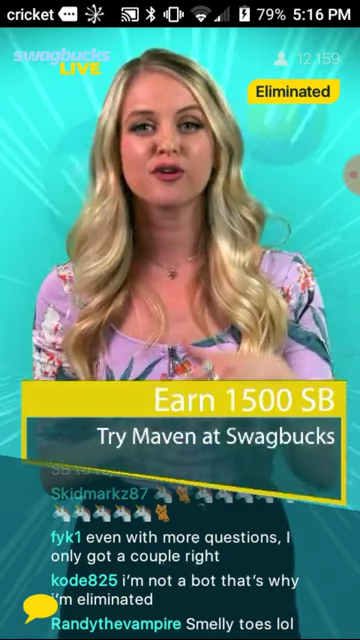 cricket 79% 5:16 PM
swagbucks
LIVE
12,159
Eliminated
Earn 1500 SB
Try Maven at Swagbucks
Skidmarkz87
fyk1 even with more questions, I
only got a couple right
kode825 i’m not a bot that’s why
i’m eliminated
Randythevampire Smelly toes lol